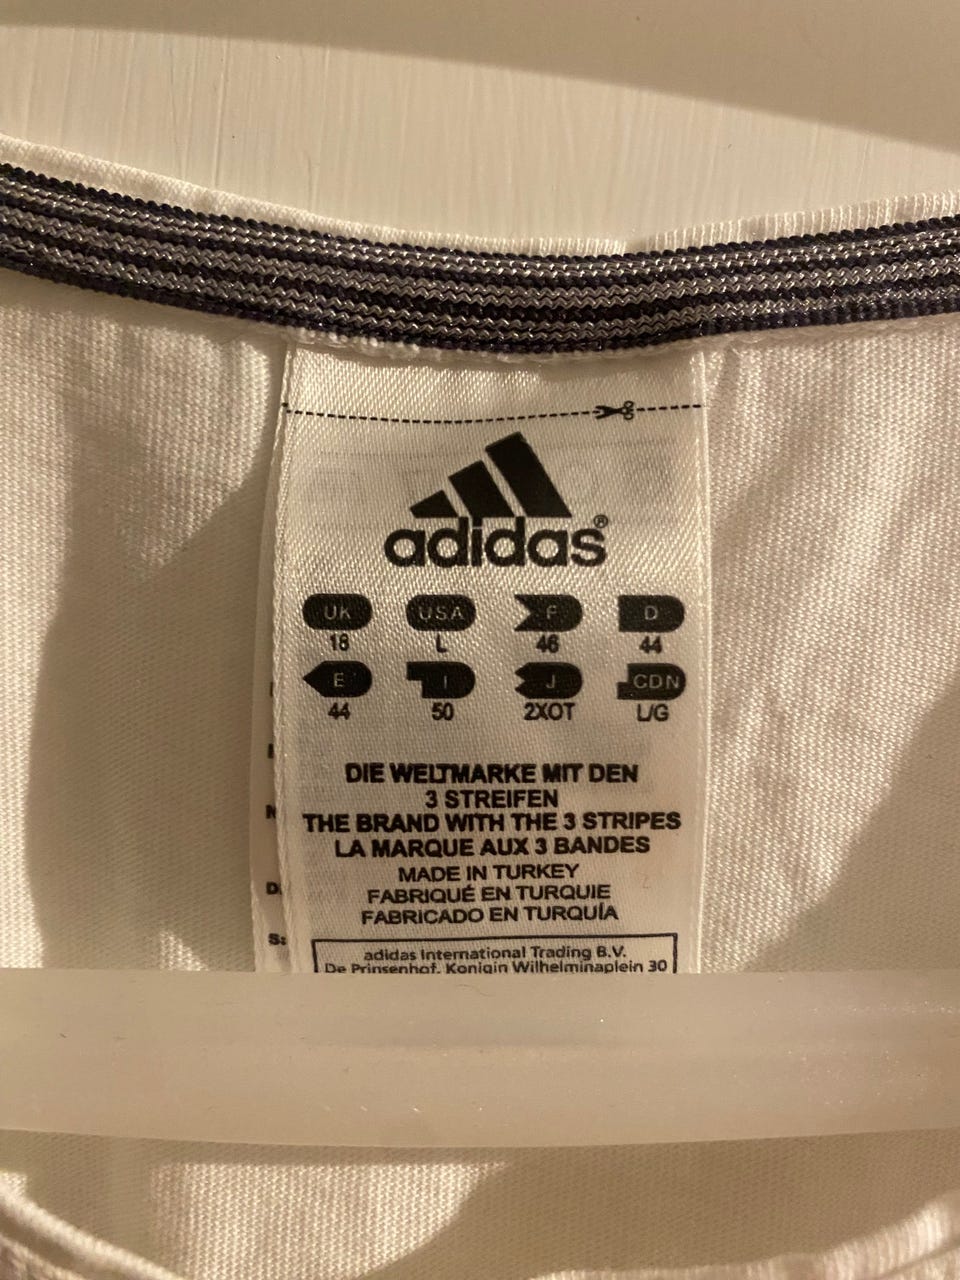 adidas®
UK USA F D
18 L 46 44
E I J CDN
44 50 2XOT L/G
DIE WELTMARKE MIT DEN
3 STREIFEN
THE BRAND WITH THE 3 STRIPES
LA MARQUE AUX 3 BANDES
MADE IN TURKEY
FABRIQUÉ EN TURQUIE
FABRICADO EN TURQUÍA
adidas International Trading B.V.
De Prinsenhof, Konigin Wilhelminaplein 30